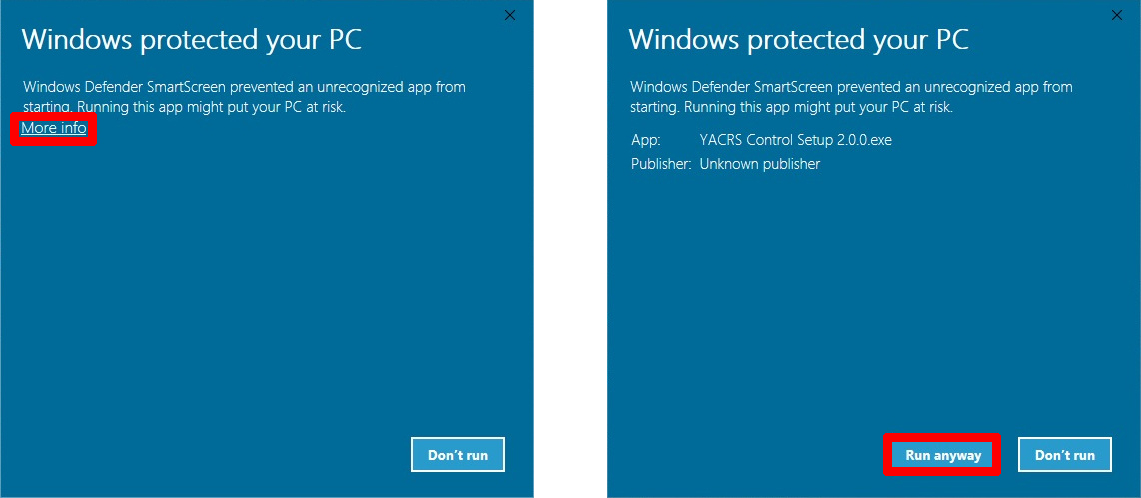 Windows protected your PC
Windows Defender SmartScreen prevented an unrecognized app from
starting. Running this app might put your PC at risk.
More info
Don't run
Windows protected your PC
Windows Defender SmartScreen prevented an unrecognized app from
starting. Running this app might put your PC at risk.
App: YACRS Control Setup 2.0.0.exe
Publisher: Unknown publisher
Run anyway Don't run